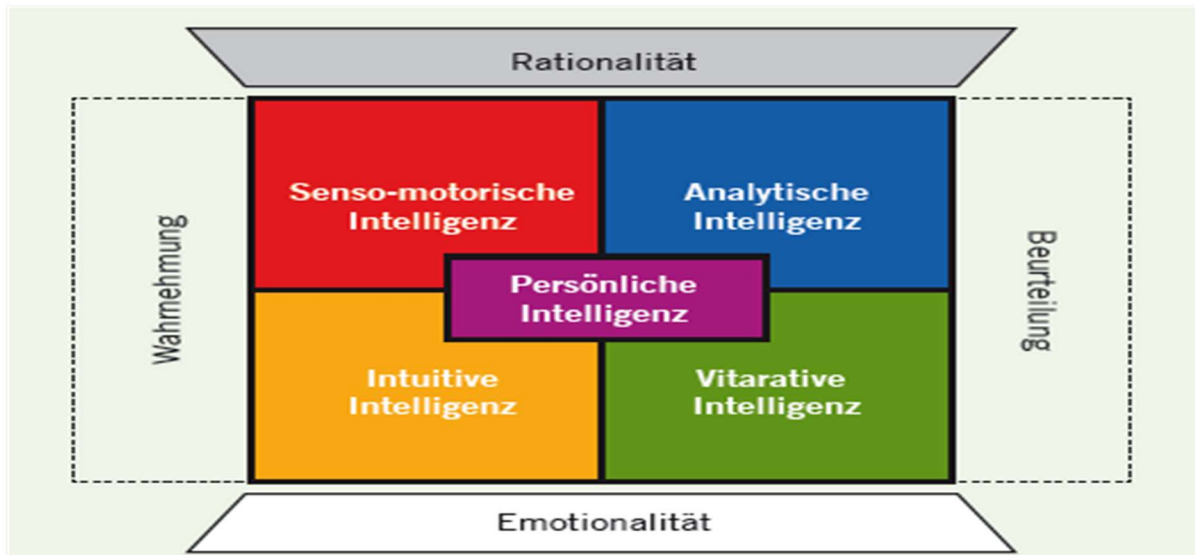 Rationalität
Wahrnehmung
Senso-motorische
Intelligenz
Analytische
Intelligenz
Beurteilung
Persönliche
Intelligenz
Intuitive
Intelligenz
Vitarative
Intelligenz
Emotionalität